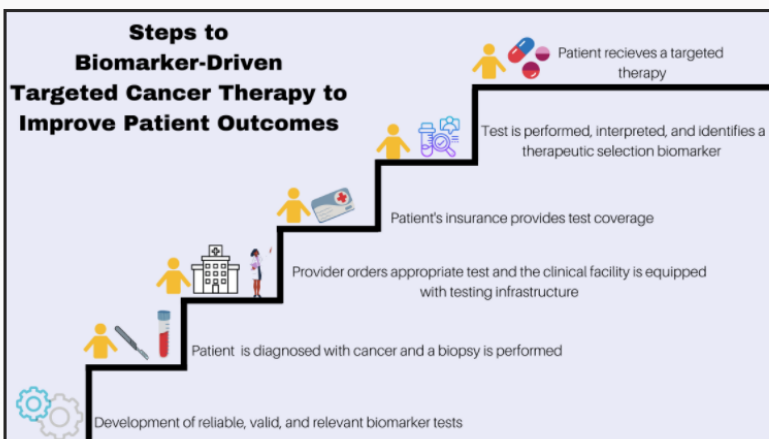 Steps to
Biomarker-Driven
Targeted Cancer Therapy to
Improve Patient Outcomes
Patient recieves a targeted
therapy
Test is performed, interpreted, and identifies a
therapeutic selection biomarker
Patient's insurance provides test coverage
Provider orders appropriate test and the clinical facility is equipped
with testing infrastructure
Patient is diagnosed with cancer and a biopsy is performed
Development of reliable, valid, and relevant biomarker tests